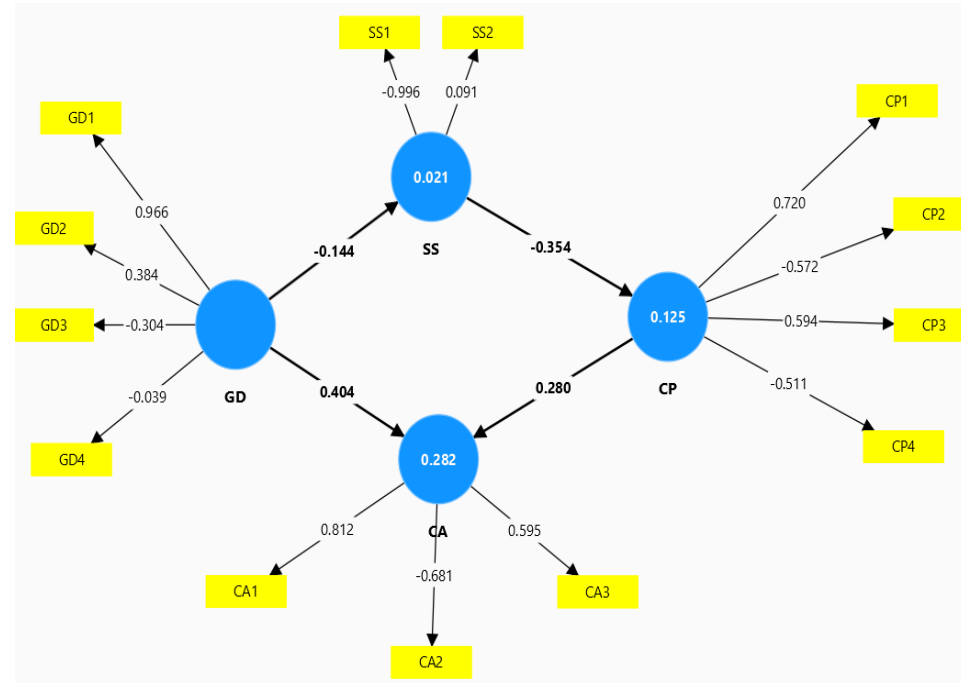 SS1
SS2
-0.996
0.091
CP1
GD1
0.021
0.720
0.966
CP2
GD2
SS
-0.144
-0.354
-0.572
0.384
GD3
-0.304
0.125
0.594
CP3
-0.039
GD
0.404
0.280
CP
-0.511
GD4
0.282
CP4
0.812
CA
0.595
-0.681
CA1
CA3
CA2